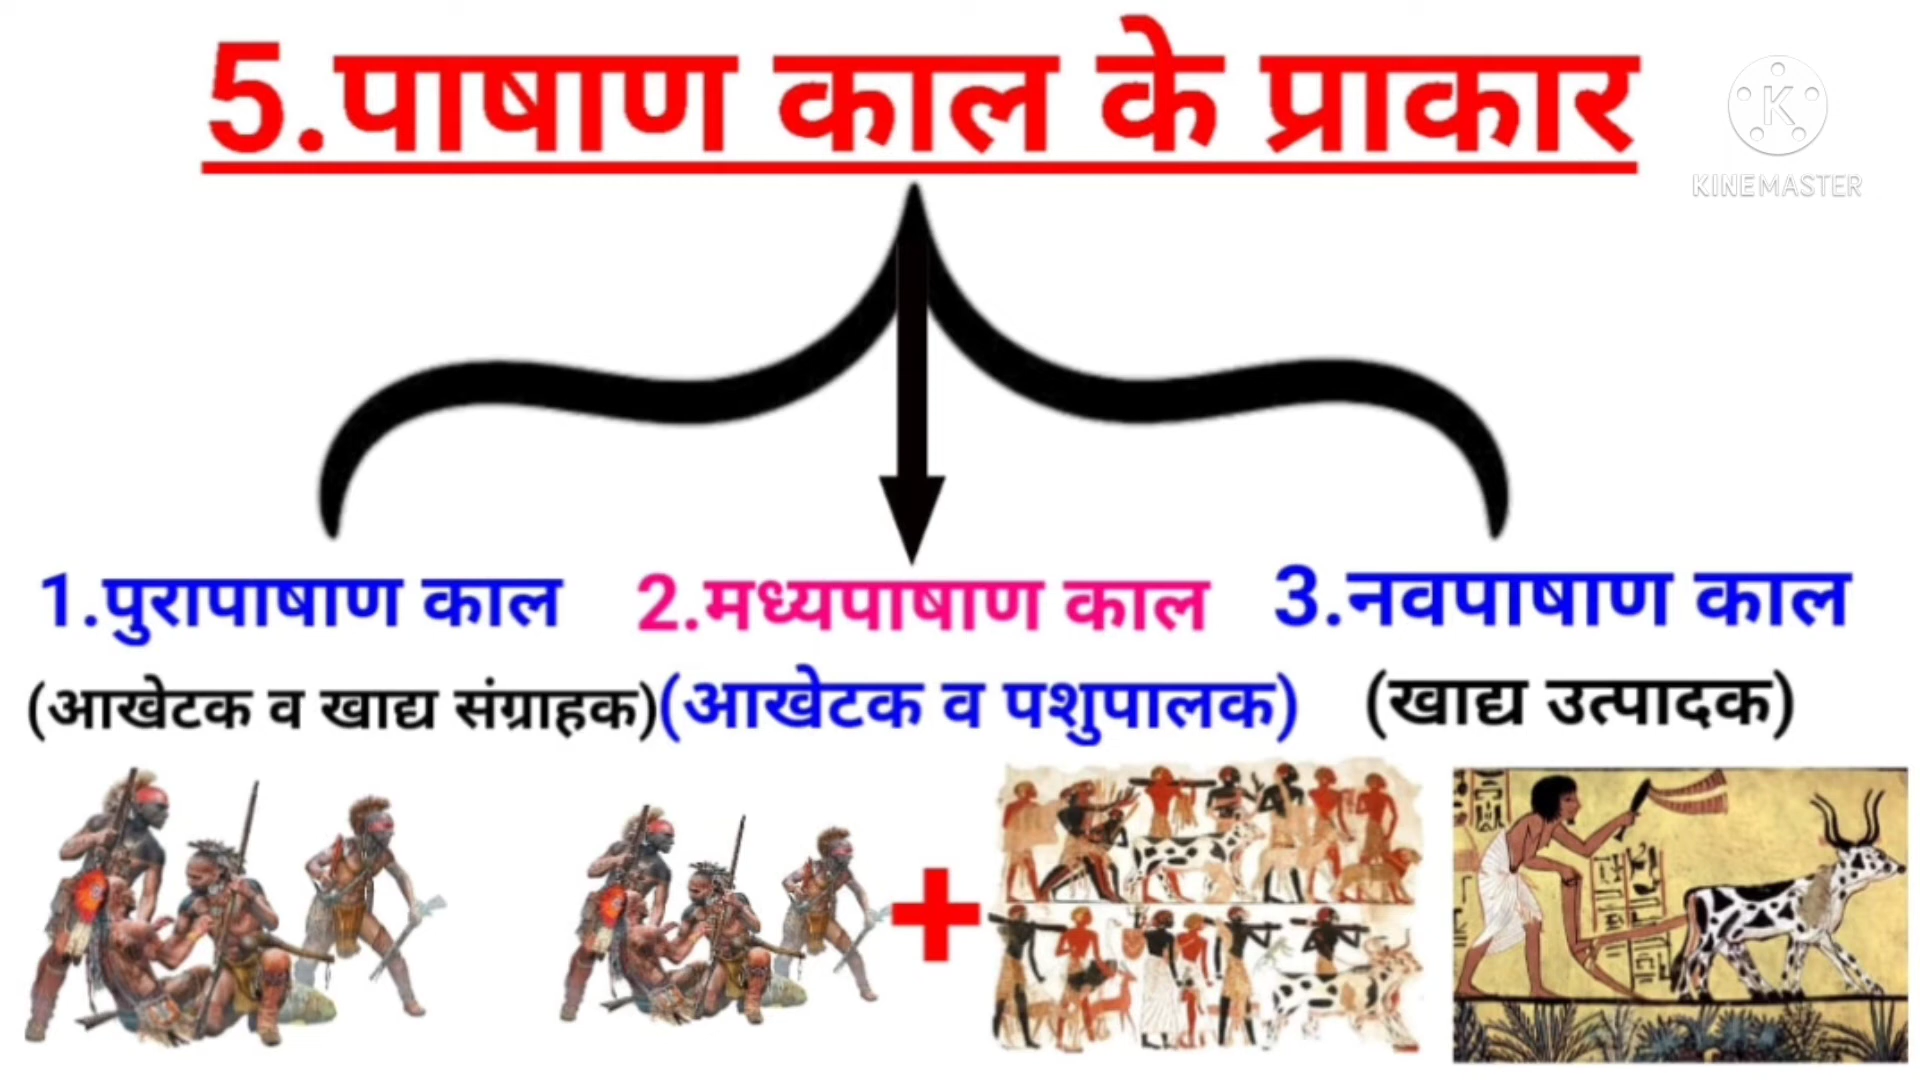 5.पाषाण काल के प्राकार
KINEMASTER
1.पुरापाषाण काल
2.मध्यपाषाण काल
3.नवपाषाण काल
(आखेटक व खाद्य संग्राहक)
(आखेटक व पशुपालक)
(खाद्य उत्पादक)